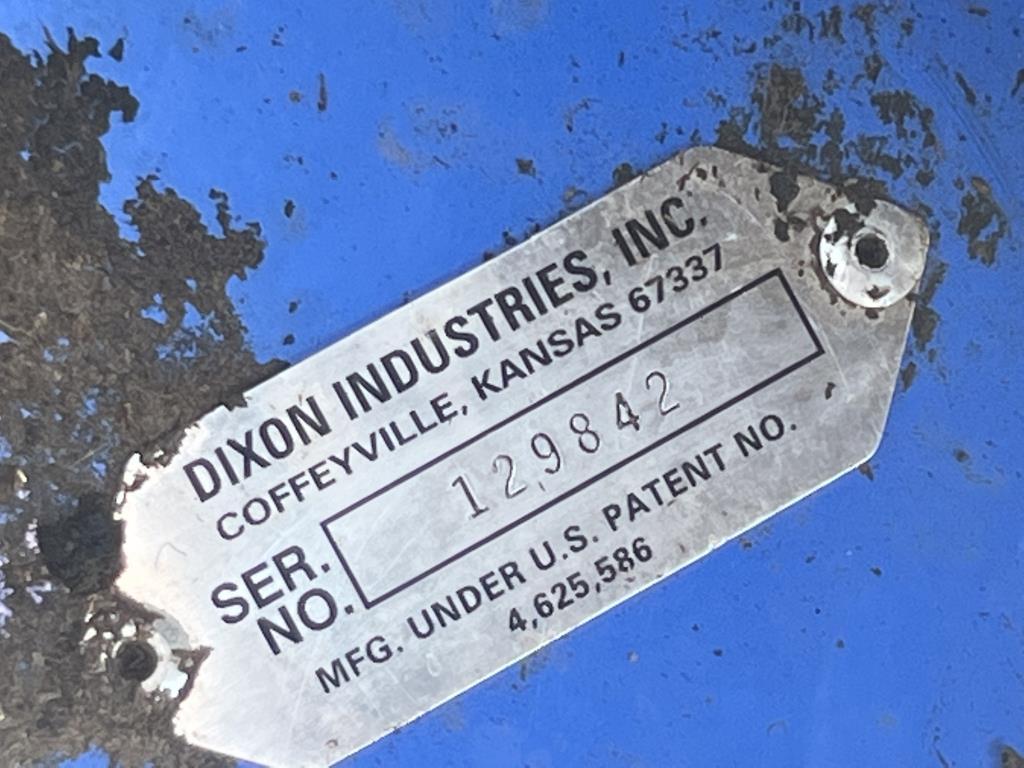 DIXON INDUSTRIES, INC.
COFFEYVILLE, KANSAS 67337
SER. NO. 129842
MFG. UNDER U.S. PATENT NO.
4,625,586